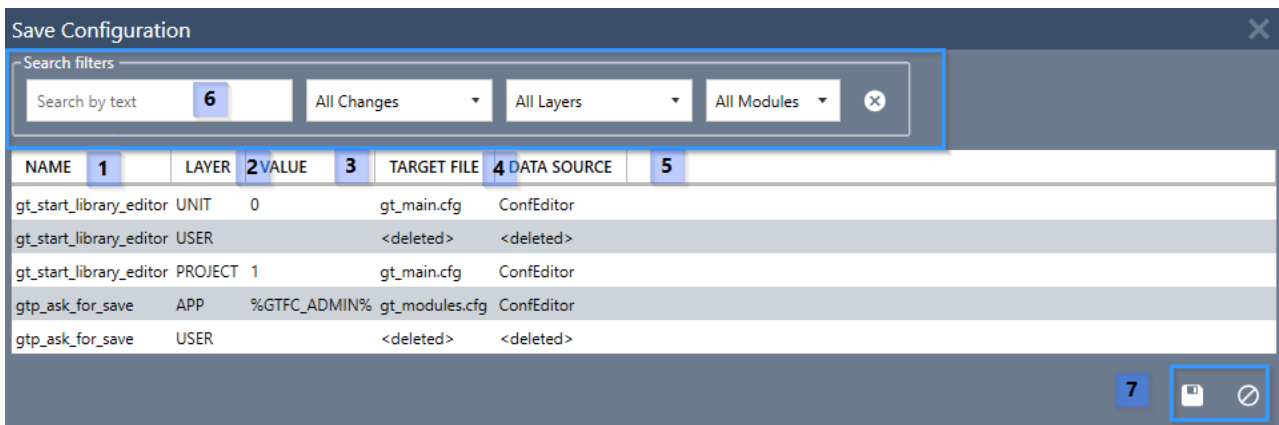 Save Configuration
Search filters
Search by text 6 All Changes All Layers All Modules
NAME 1 LAYER 2 VALUE 3 TARGET FILE 4 DATA SOURCE 5
gt_start_library_editor UNIT 0 gt_main.cfg ConfEditor
gt_start_library_editor USER <deleted> <deleted>
gt_start_library_editor PROJECT 1 gt_main.cfg ConfEditor
gtp_ask_for_save APP %GTFC_ADMIN% gt_modules.cfg ConfEditor
gtp_ask_for_save USER <deleted> <deleted>
7